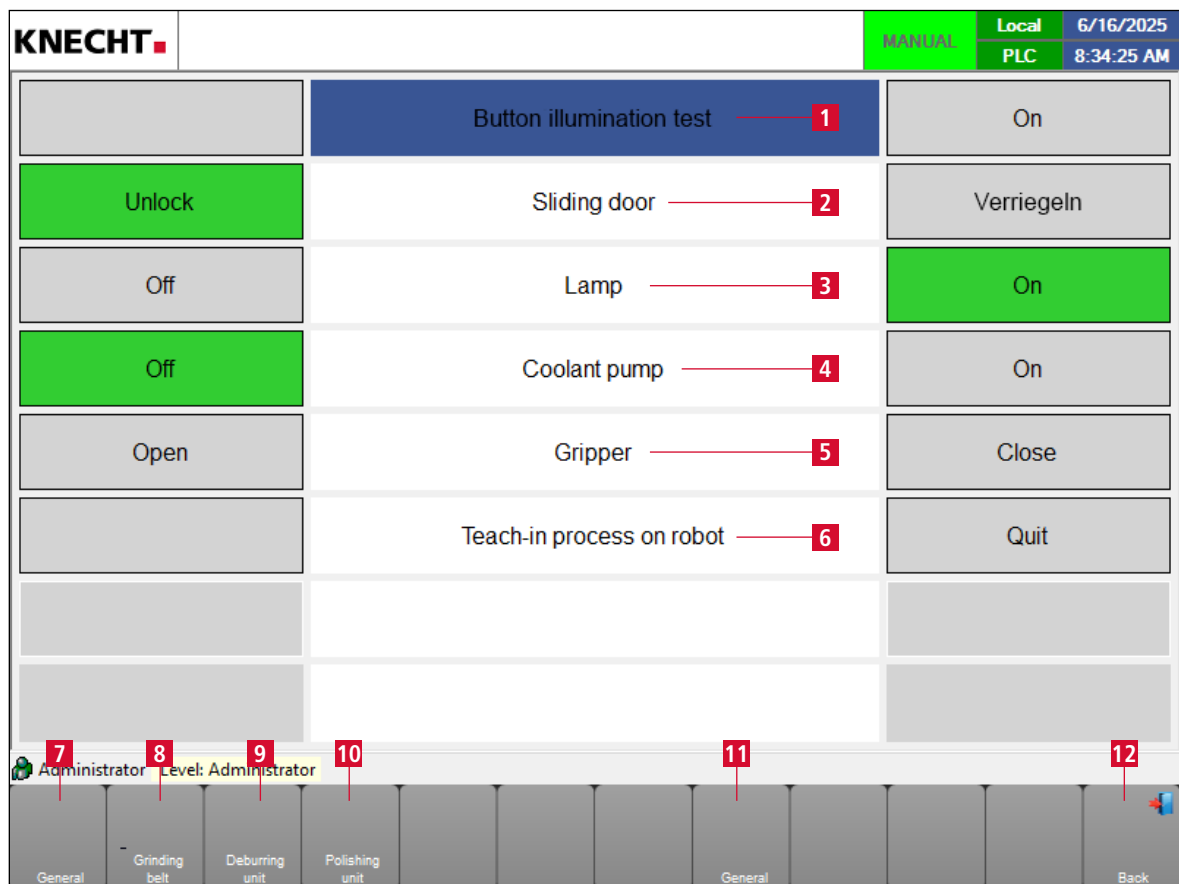 KNECHT
MANUAL
Local
6/16/2025
PLC
8:34:25 AM
Button illumination test
1
On
Unlock
Sliding door
2
Verriegeln
Off
Lamp
3
On
Off
Coolant pump
4
On
Open
Gripper
5
Close
Teach-in process on robot
6
Quit
7
8
9
10
11
12
Administrator
Level: Administrator
General
Grinding
belt
Deburring
unit
Polishing
unit
General
Back